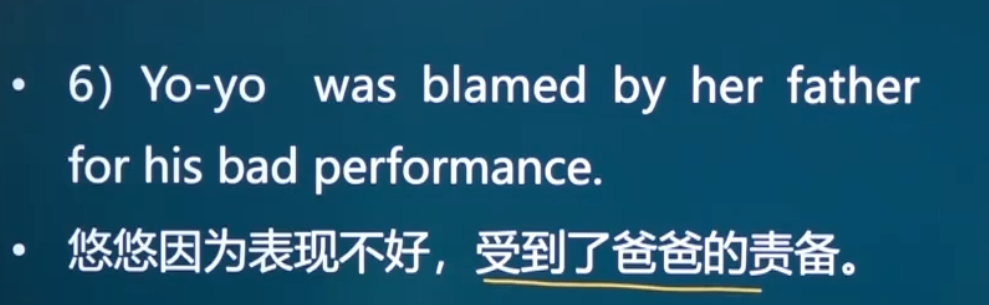 • 6) Yo-yo was blamed by her father
for his bad performance.
• 悠悠因为表现不好，受到了爸爸的责备。